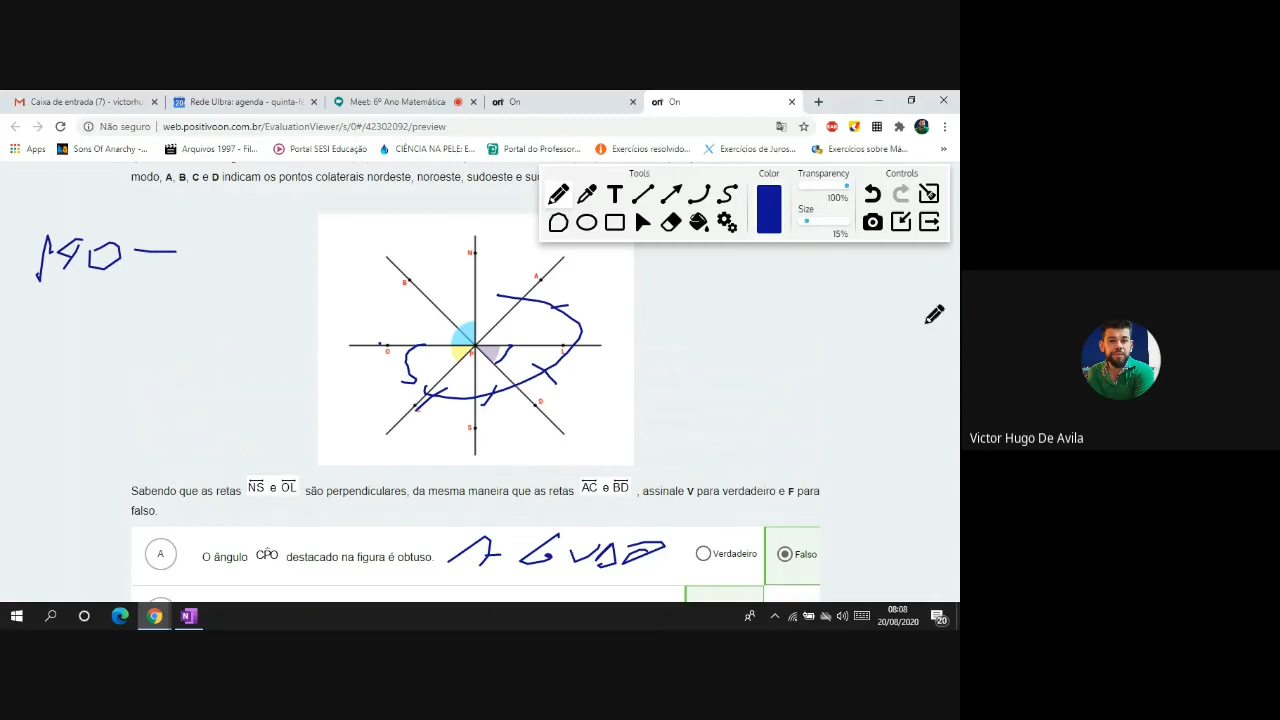 Caixa de entrada (7) - victorhu
Rede Ulbra: agenda - quinta-fe
Meet: 6º Ano Matemática
On
On
Não seguro
web.positivoon.com.br/EvaluationViewer/s/0#/42302092/preview
Apps
Sons Of Anarchy -...
Arquivos 1997 - Fil...
Portal SESI Educação
CIÊNCIA NA PELE: E...
Portal do Professor...
Exercícios resolvido...
Exercícios de Juros...
Exercícios sobre Má...
»
modo, A, B, C e D indicam os pontos colaterais nordeste, noroeste, sudoeste e
Tools
Color
Transparency
100%
Size
15%
Controls
N
B
A
O
P
L
D
S
Sabendo que as retas NS e OL são perpendiculares, da mesma maneira que as retas AC e BD , assinale V para verdadeiro e F para
falso.
A
O ângulo CP̂O destacado na figura é obtuso.
AGUDO
Verdadeiro
Falso
08:08
20/08/2020
20
Victor Hugo De Avila